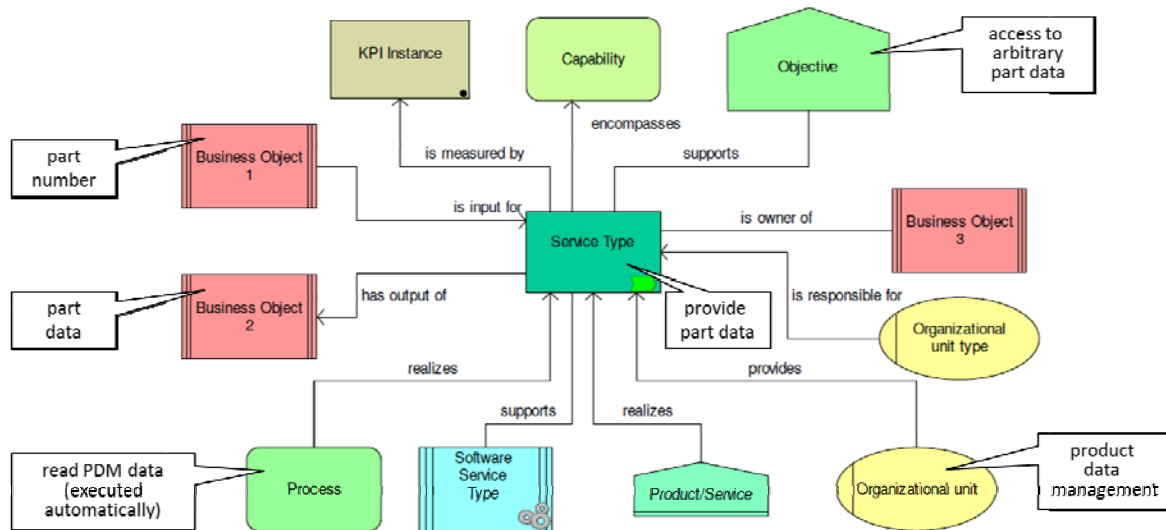 KPI Instance
Capability
Objective
access to
arbitrary
part data
encompasses
part
number
Business Object
1
is measured by
supports
is input for
Service Type
is owner of
Business Object
3
part
data
Business Object
2
has output of
provide
part data
is responsible for
Organizational
unit type
realizes
supports
realizes
provides
read PDM data
(executed
automatically)
Process
Software
Service
Type
Product/Service
Organizational unit
product
data
management